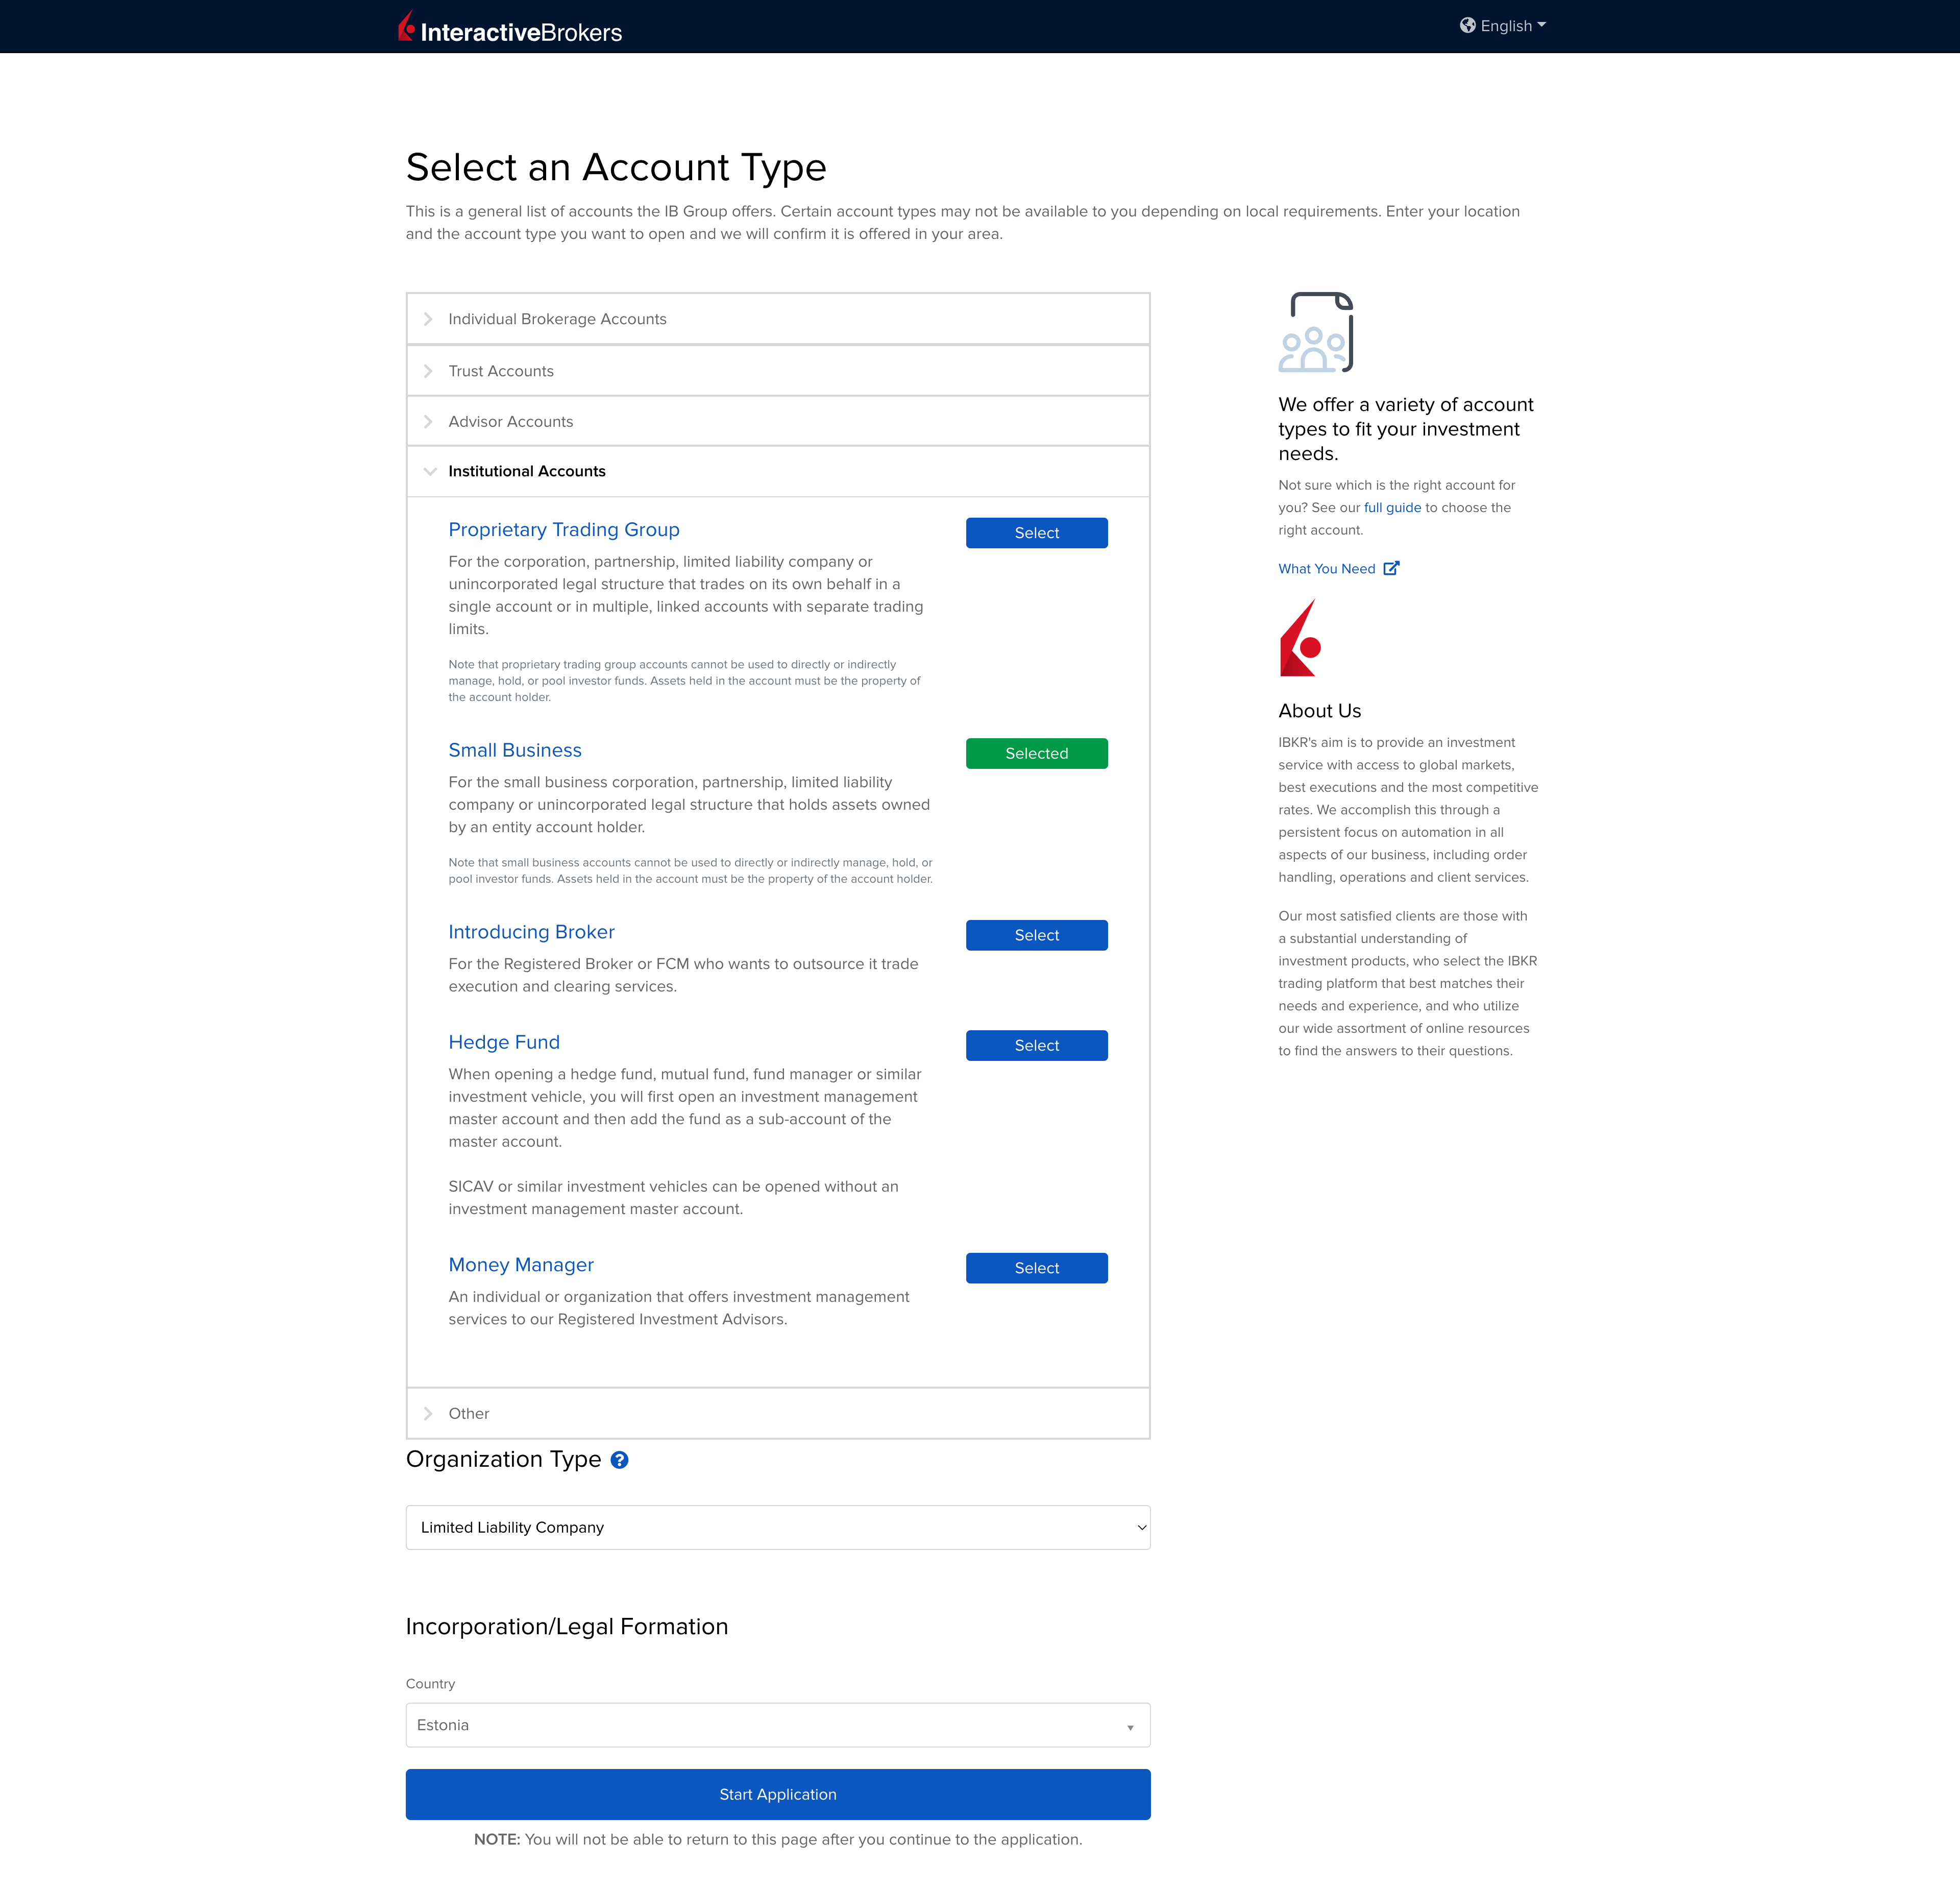 InteractiveBrokers
English
Select an Account Type
This is a general list of accounts the IB Group offers. Certain account types may not be available to you depending on local requirements. Enter your location
and the account type you want to open and we will confirm it is offered in your area.
Individual Brokerage Accounts
Trust Accounts
Advisor Accounts
Institutional Accounts
Proprietary Trading Group
Select
For the corporation, partnership, limited liability company or
unincorporated legal structure that trades on its own behalf in a
single account or in multiple, linked accounts with separate trading
limits.
Note that proprietary trading group accounts cannot be used to directly or indirectly
manage, hold, or pool investor funds. Assets held in the account must be the property of
the account holder.
Small Business
Selected
For the small business corporation, partnership, limited liability
company or unincorporated legal structure that holds assets owned
by an entity account holder.
Note that small business accounts cannot be used to directly or indirectly manage, hold, or
pool investor funds. Assets held in the account must be the property of the account holder.
Introducing Broker
Select
For the Registered Broker or FCM who wants to outsource it trade
execution and clearing services.
Hedge Fund
Select
When opening a hedge fund, mutual fund, fund manager or similar
investment vehicle, you will first open an investment management
master account and then add the fund as a sub-account of the
master account.
SICAV or similar investment vehicles can be opened without an
investment management master account.
Money Manager
Select
An individual or organization that offers investment management
services to our Registered Investment Advisors.
Other
Organization Type ?
Limited Liability Company
Incorporation/Legal Formation
Country
Estonia
Start Application
NOTE: You will not be able to return to this page after you continue to the application.
We offer a variety of account
types to fit your investment
needs.
Not sure which is the right account for
you? See our full guide to choose the
right account.
What You Need
About Us
IBKR's aim is to provide an investment
service with access to global markets,
best executions and the most competitive
rates. We accomplish this through a
persistent focus on automation in all
aspects of our business, including order
handling, operations and client services.
Our most satisfied clients are those with
a substantial understanding of
investment products, who select the IBKR
trading platform that best matches their
needs and experience, and who utilize
our wide assortment of online resources
to find the answers to their questions.